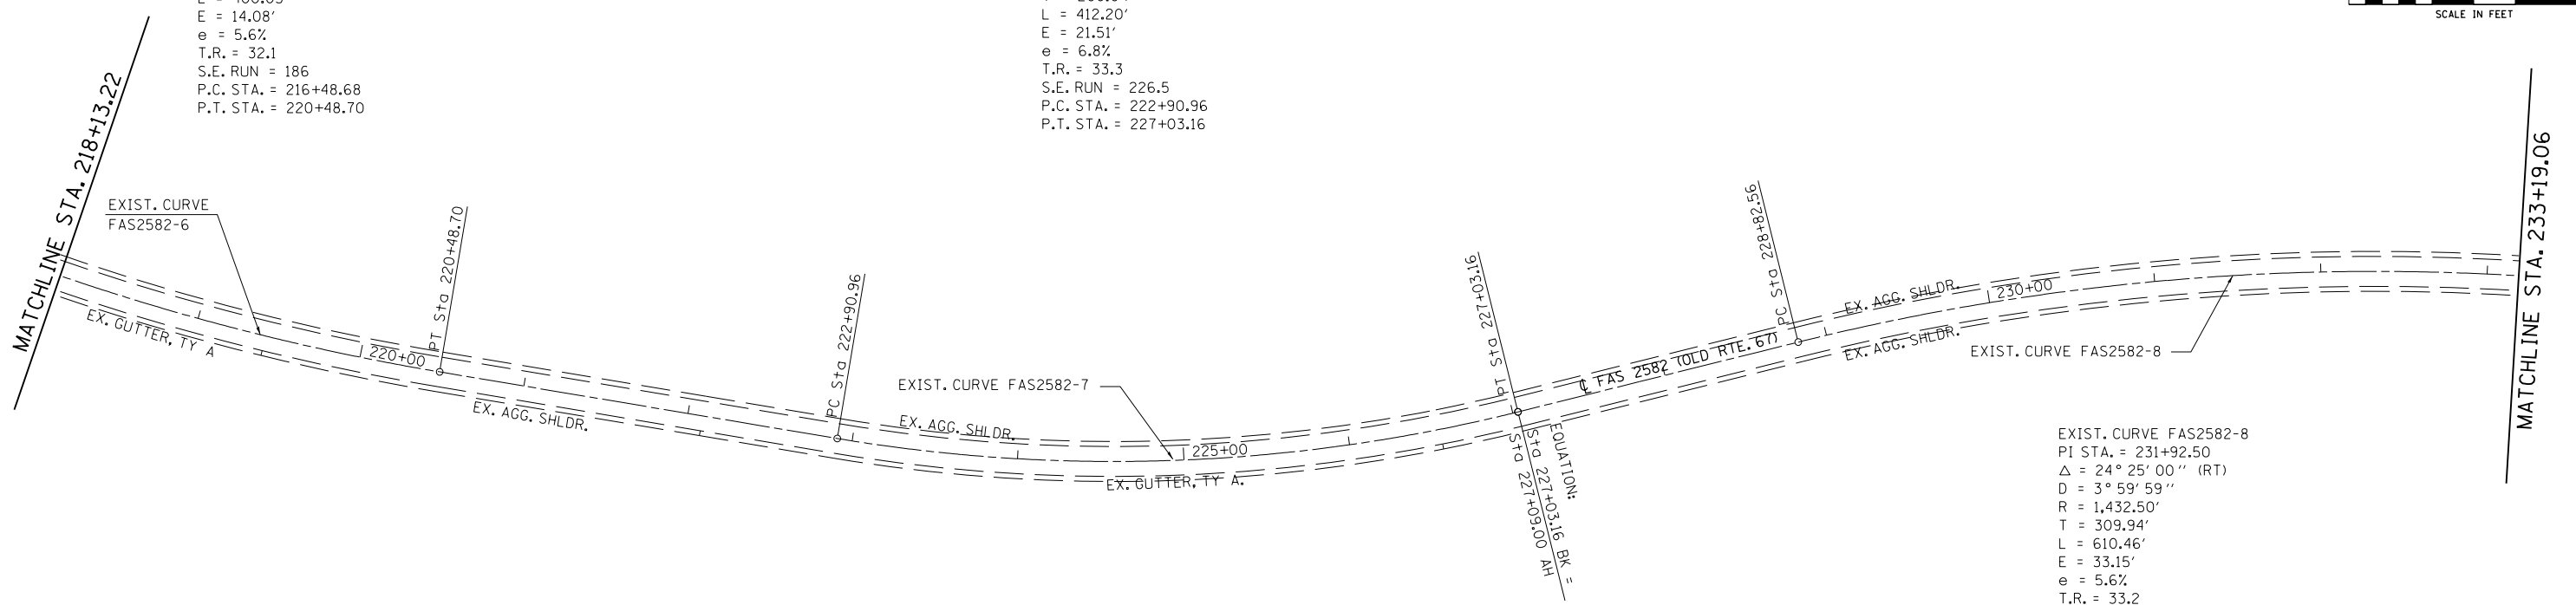 E = 14.08'
e = 5.6%
T.R. = 32.1
S.E. RUN = 186
P.C. STA. = 216+48.68
P.T. STA. = 220+48.70
L = 412.20'
E = 21.51'
e = 6.8%
T.R. = 33.3
S.E. RUN = 226.5
P.C. STA. = 222+90.96
P.T. STA. = 227+03.16
SCALE IN FEET
MATCHLINE STA. 218+13.22
EXIST. CURVE
FAS2582-6
EX. GUTTER, TY A
220+00
PT Sta 220+48.70
EX. AGG. SHLDR.
PC Sta 222+90.96
EXIST. CURVE FAS2582-7
EX. AGG. SHLDR.
225+00
EX. GUTTER, TY A.
PT Sta 227+03.16
EQUATION:
Sta 227+03.16 BK =
Sta 227+09.00 AH
℄ FAS 2582 (OLD RTE. 67)
PC Sta 228+82.56
EX. AGG. SHLDR.
EX. AGG. SHLDR.
230+00
EXIST. CURVE FAS2582-8
MATCHLINE STA. 233+19.06
EXIST. CURVE FAS2582-8
PI STA. = 231+92.50
Δ = 24° 25' 00'' (RT)
D = 3° 59' 59''
R = 1,432.50'
T = 309.94'
L = 610.46'
E = 33.15'
e = 5.6%
T.R. = 33.2